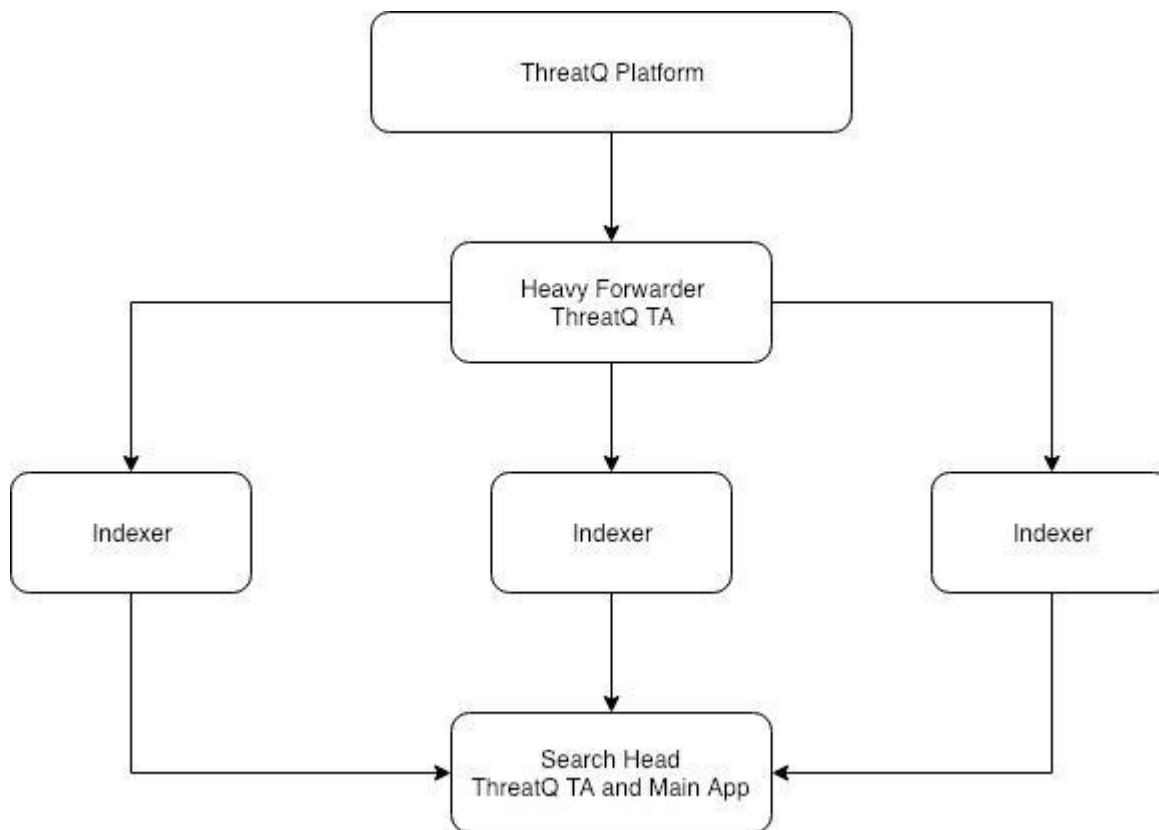 ThreatQ Platform
Heavy Forwarder
ThreatQ TA
Indexer
Indexer
Indexer
Search Head
ThreatQ TA and Main App